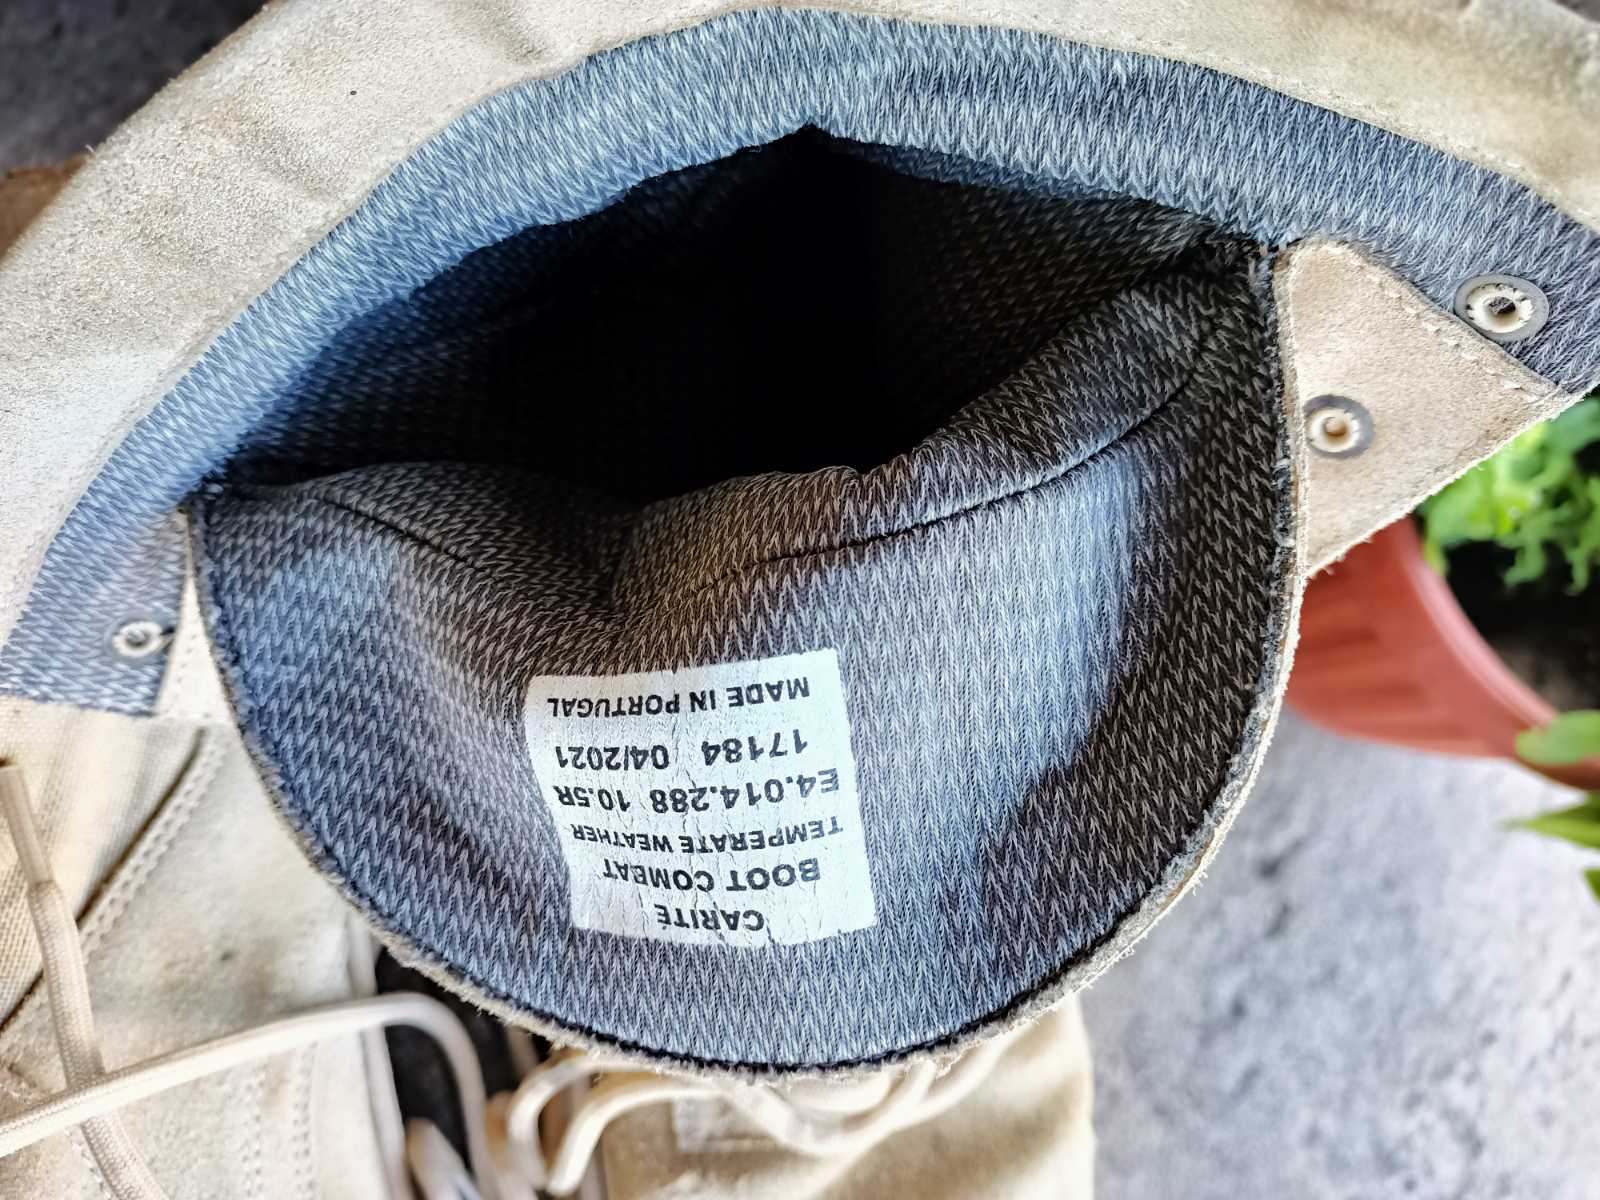 CARITÉ
BOOT COMBAT
TEMPERATE WEATHER
E4.014.288 10.5R
17184 04/2021
MADE IN PORTUGAL